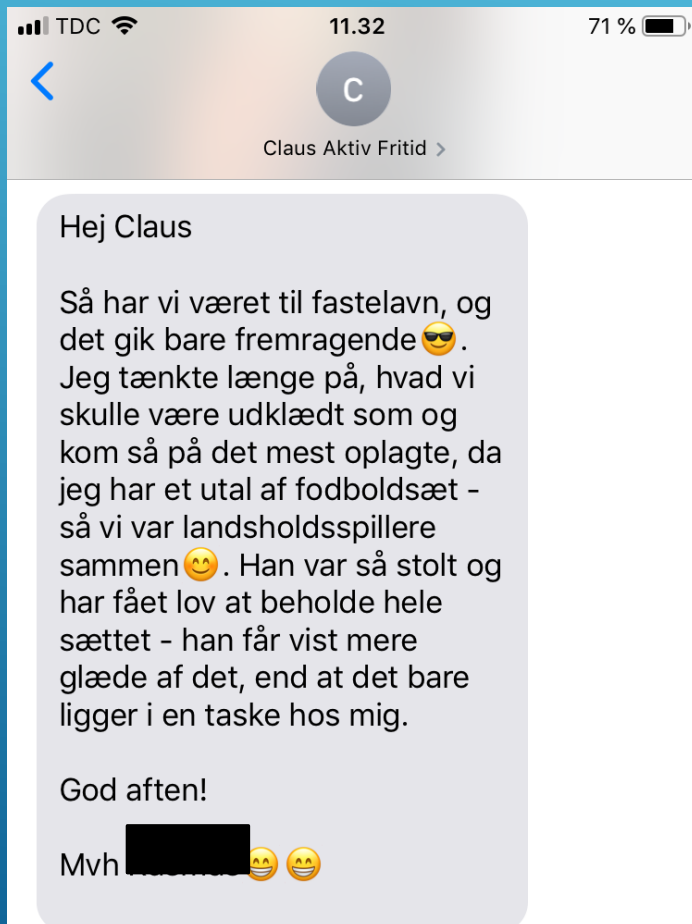 TDC 11.32 71 %
C
Claus Aktiv Fritid >
Hej Claus
Så har vi været til fastelavn, og
det gik bare fremragende😎.
Jeg tænkte længe på, hvad vi
skulle være udklædt som og
kom så på det mest oplagte, da
jeg har et utal af fodboldsæt -
så vi var landsholdsspillere
sammen😊. Han var så stolt og
har fået lov at beholde hele
sættet - han får vist mere
glæde af det, end at det bare
ligger i en taske hos mig.
God aften!
Mvh 😁😁